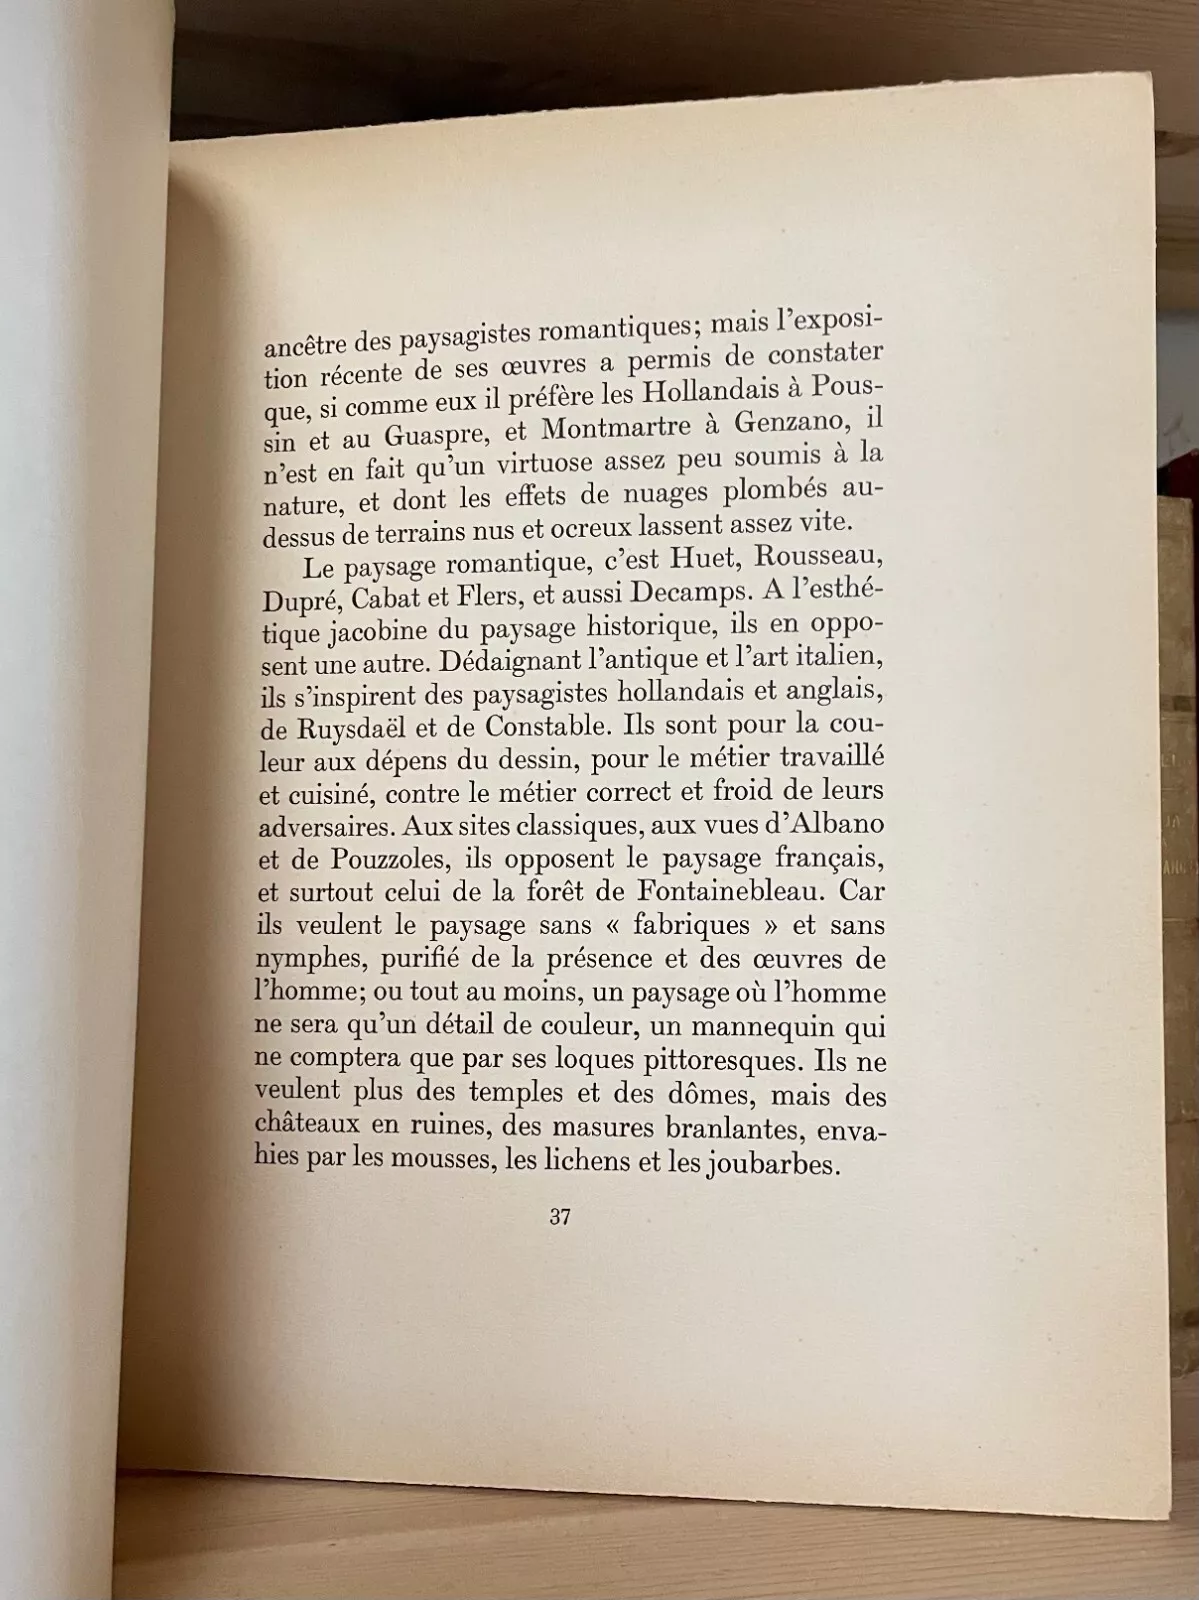 ancêtre des paysagistes romantiques; mais l'exposi-
tion récente de ses œuvres a permis de constater
que, si comme eux il préfère les Hollandais à Pous-
sin et au Guaspre, et Montmartre à Genzano, il
n'est en fait qu'un virtuose assez peu soumis à la
nature, et dont les effets de nuages plombés au-
dessus de terrains nus et ocreux lassent assez vite.
Le paysage romantique, c'est Huet, Rousseau,
Dupré, Cabat et Flers, et aussi Decamps. A l'esthé-
tique jacobine du paysage historique, ils en oppo-
sent une autre. Dédaignant l'antique et l'art italien,
ils s'inspirent des paysagistes hollandais et anglais,
de Ruysdaël et de Constable. Ils sont pour la cou-
leur aux dépens du dessin, pour le métier travaillé
et cuisiné, contre le métier correct et froid de leurs
adversaires. Aux sites classiques, aux vues d'Albano
et de Pouzzoles, ils opposent le paysage français,
et surtout celui de la forêt de Fontainebleau. Car
ils veulent le paysage sans « fabriques » et sans
nymphes, purifié de la présence et des œuvres de
l'homme; ou tout au moins, un paysage où l'homme
ne sera qu'un détail de couleur, un mannequin qui
ne comptera que par ses loques pittoresques. Ils ne
veulent plus des temples et des dômes, mais des
châteaux en ruines, des masures branlantes, enva-
hies par les mousses, les lichens et les joubarbes.
37